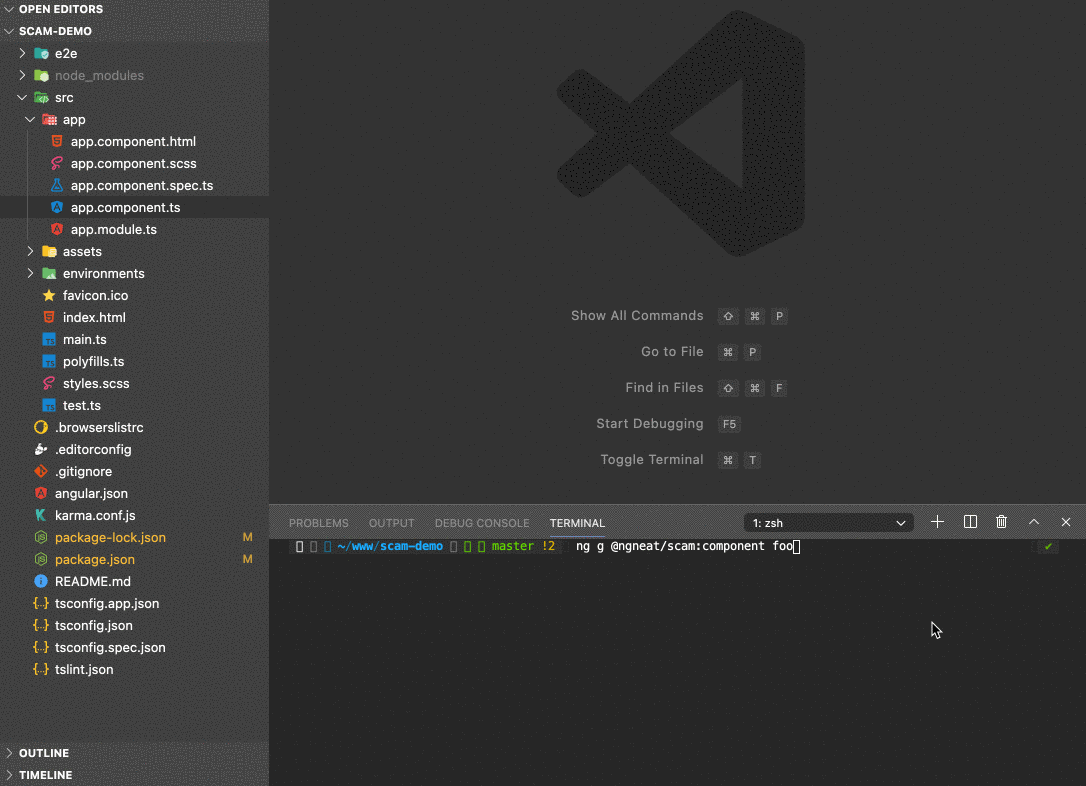 OPEN EDITORS
SCAM-DEMO
e2e
node_modules
src
app
app.component.html
app.component.scss
app.component.spec.ts
app.component.ts
app.module.ts
assets
environments
favicon.ico
index.html
main.ts
polyfills.ts
styles.scss
test.ts
.browserslistrc
.editorconfig
.gitignore
angular.json
karma.conf.js
package-lock.json M
package.json M
README.md
tsconfig.app.json
tsconfig.json
tsconfig.spec.json
tslint.json
OUTLINE
TIMELINE
Show All Commands ⇧ ⌘ P
Go to File ⌘ P
Find in Files ⇧ ⌘ F
Start Debugging F5
Toggle Terminal ⌘ T
PROBLEMS OUTPUT DEBUG CONSOLE TERMINAL 1: zsh
~/www/scam-demo master !2 ng g @ngneat/scam:component foo ✔